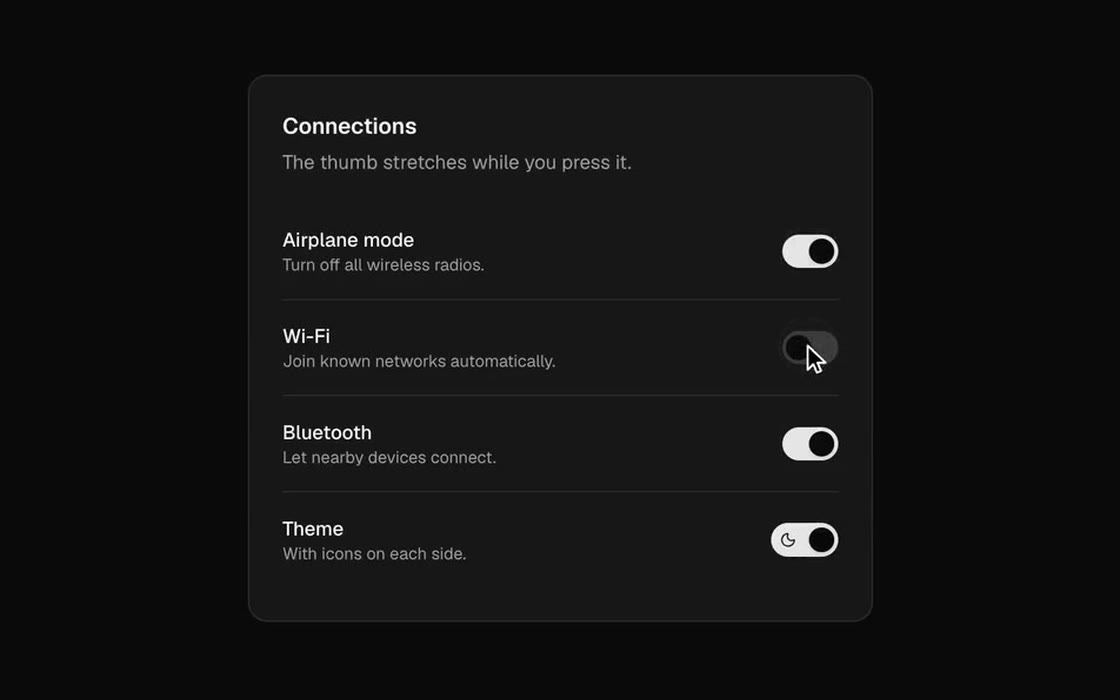 Connections
The thumb stretches while you press it.
Airplane mode
Turn off all wireless radios.
Wi-Fi
Join known networks automatically.
Bluetooth
Let nearby devices connect.
Theme
With icons on each side.